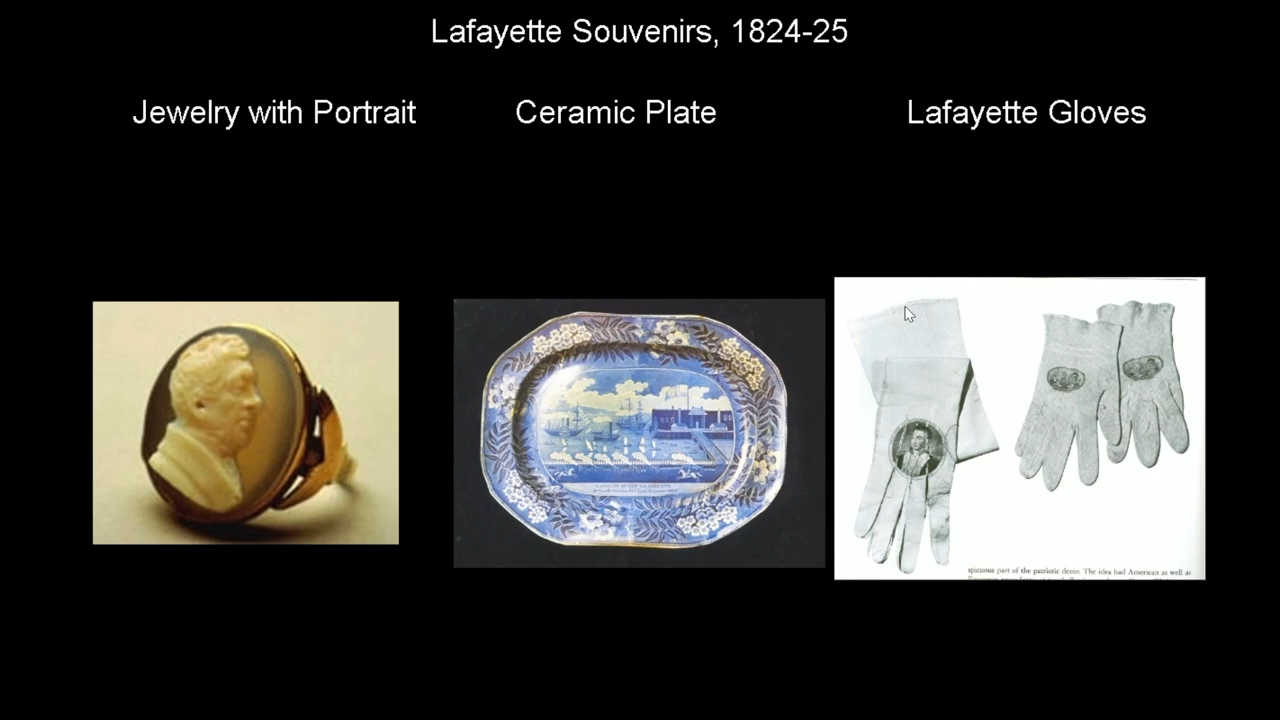 Lafayette Souvenirs, 1824-25
Jewelry with Portrait
Ceramic Plate
Lafayette Gloves
spicuous part of the patriotic decor. The idea had American as well as